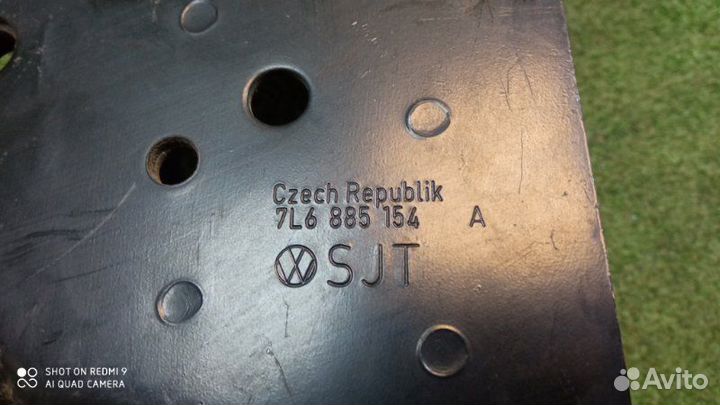 Czech Republik
7L6 885 154 A
SJT
SHOT ON REDMI 9
AI QUAD CAMERA
Avito